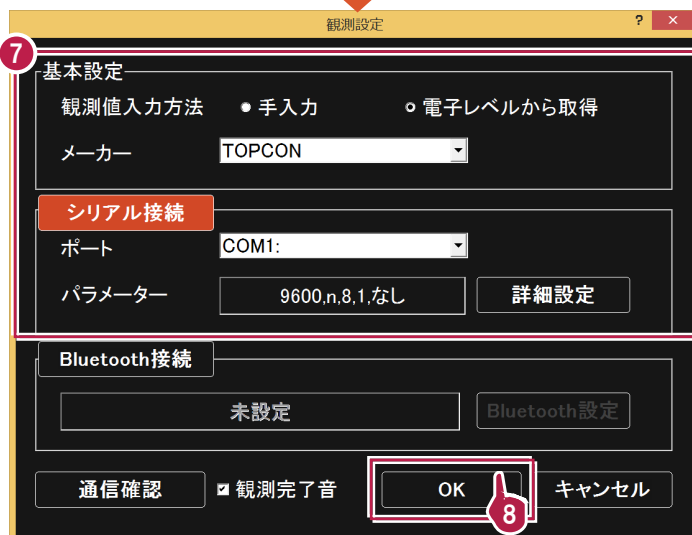 観測設定 ? ×
7
基本設定
観測値入力方法 手入力 電子レベルから取得
メーカー TOPCON
シリアル接続
ポート COM1:
パラメーター 9600,n,8,1,なし 詳細設定
Bluetooth接続
未設定 Bluetooth設定
通信確認 観測完了音 OK キャンセル
8